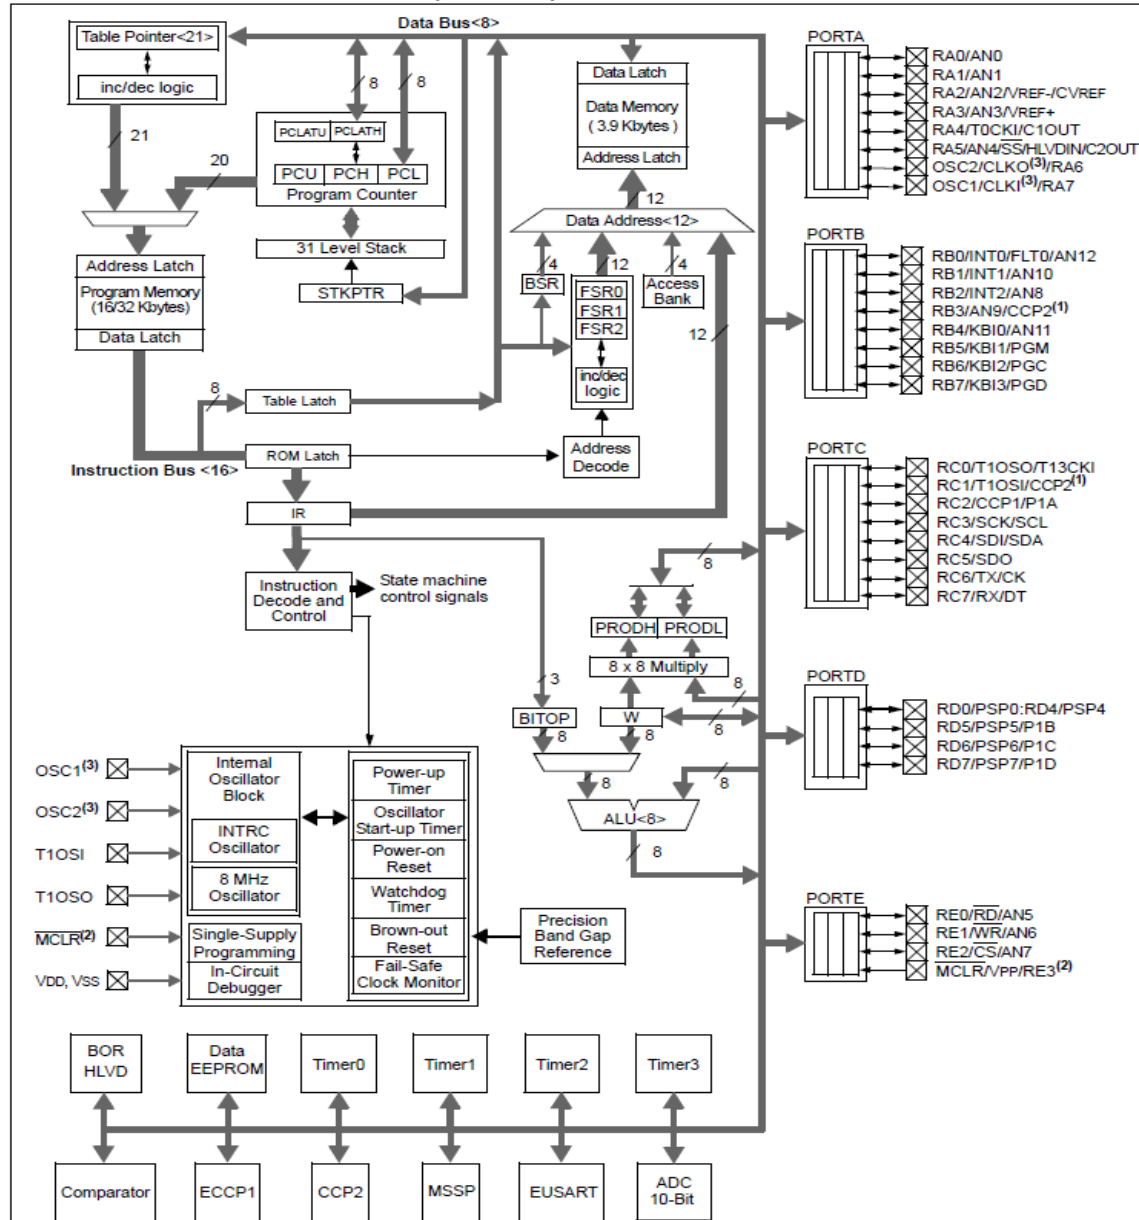 Data Bus<8>
Table Pointer<21>
inc/dec logic
21
20
8
8
PCLATU
PCLATH
PCU
PCH
PCL
Program Counter
31 Level Stack
STKPTR
Address Latch
Program Memory
(16/32 Kbytes)
Data Latch
8
Table Latch
Instruction Bus <16>
ROM Latch
IR
Data Latch
Data Memory
( 3.9 Kbytes )
Address Latch
12
Data Address<12>
4
12
4
BSR
FSR0
FSR1
FSR2
inc/dec
logic
Access
Bank
12
Address
Decode
Instruction
Decode and
Control
State machine
control signals
8
PRODH
PRODL
8 x 8 Multiply
3
8
BITOP
W
8
8
8
8
8
ALU<8>
8
OSC1(3)
OSC2(3)
T1OSI
T1OSO
MCLR(2)
VDD, VSS
Internal
Oscillator
Block
INTRC
Oscillator
8 MHz
Oscillator
Single-Supply
Programming
In-Circuit
Debugger
Power-up
Timer
Oscillator
Start-up Timer
Power-on
Reset
Watchdog
Timer
Brown-out
Reset
Fail-Safe
Clock Monitor
Precision
Band Gap
Reference
PORTA
RA0/AN0
RA1/AN1
RA2/AN2/VREF-/CVREF
RA3/AN3/VREF+
RA4/T0CKI/C1OUT
RA5/AN4/SS/HLVDIN/C2OUT
OSC2/CLKO(3)/RA6
OSC1/CLKI(3)/RA7
PORTB
RB0/INT0/FLT0/AN12
RB1/INT1/AN10
RB2/INT2/AN8
RB3/AN9/CCP2(1)
RB4/KBI0/AN11
RB5/KBI1/PGM
RB6/KBI2/PGC
RB7/KBI3/PGD
PORTC
RC0/T1OSO/T13CKI
RC1/T1OSI/CCP2(1)
RC2/CCP1/P1A
RC3/SCK/SCL
RC4/SDI/SDA
RC5/SDO
RC6/TX/CK
RC7/RX/DT
PORTD
RD0/PSP0:RD4/PSP4
RD5/PSP5/P1B
RD6/PSP6/P1C
RD7/PSP7/P1D
PORTE
RE0/RD/AN5
RE1/WR/AN6
RE2/CS/AN7
MCLR/VPP/RE3(2)
BOR
HLVD
Data
EEPROM
Timer0
Timer1
Timer2
Timer3
Comparator
ECCP1
CCP2
MSSP
EUSART
ADC
10-Bit